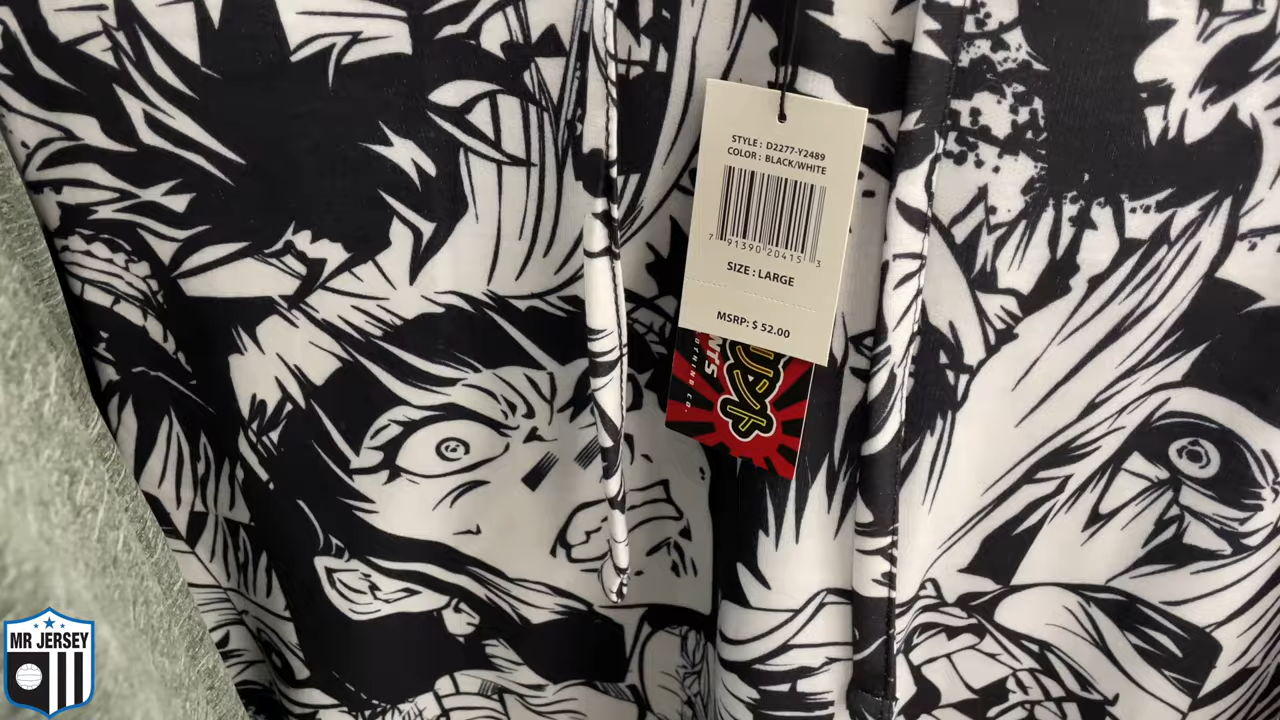 STYLE : D2277-Y2489
COLOR : BLACK/WHITE
7 91390 20415 3
SIZE : LARGE
MSRP: $ 52.00
MR JERSEY